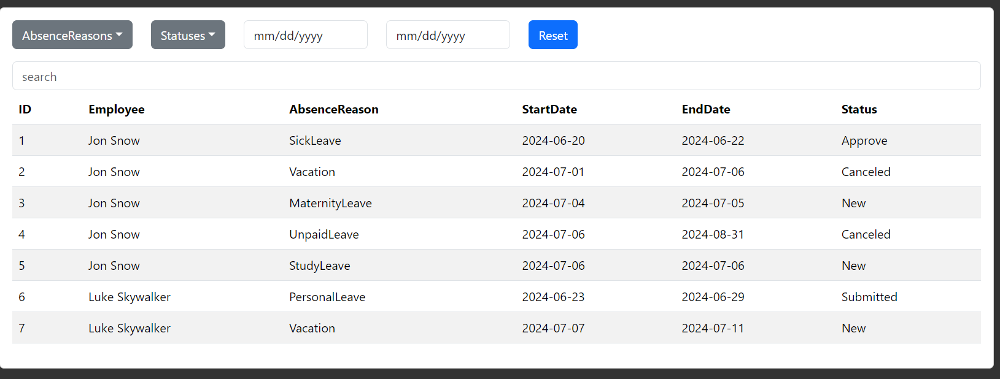 AbsenceReasons Statuses mm/dd/yyyy mm/dd/yyyy Reset
search
ID Employee AbsenceReason StartDate EndDate Status
1 Jon Snow SickLeave 2024-06-20 2024-06-22 Approve
2 Jon Snow Vacation 2024-07-01 2024-07-06 Canceled
3 Jon Snow MaternityLeave 2024-07-04 2024-07-05 New
4 Jon Snow UnpaidLeave 2024-07-06 2024-08-31 Canceled
5 Jon Snow StudyLeave 2024-07-06 2024-07-06 New
6 Luke Skywalker PersonalLeave 2024-06-23 2024-06-29 Submitted
7 Luke Skywalker Vacation 2024-07-07 2024-07-11 New